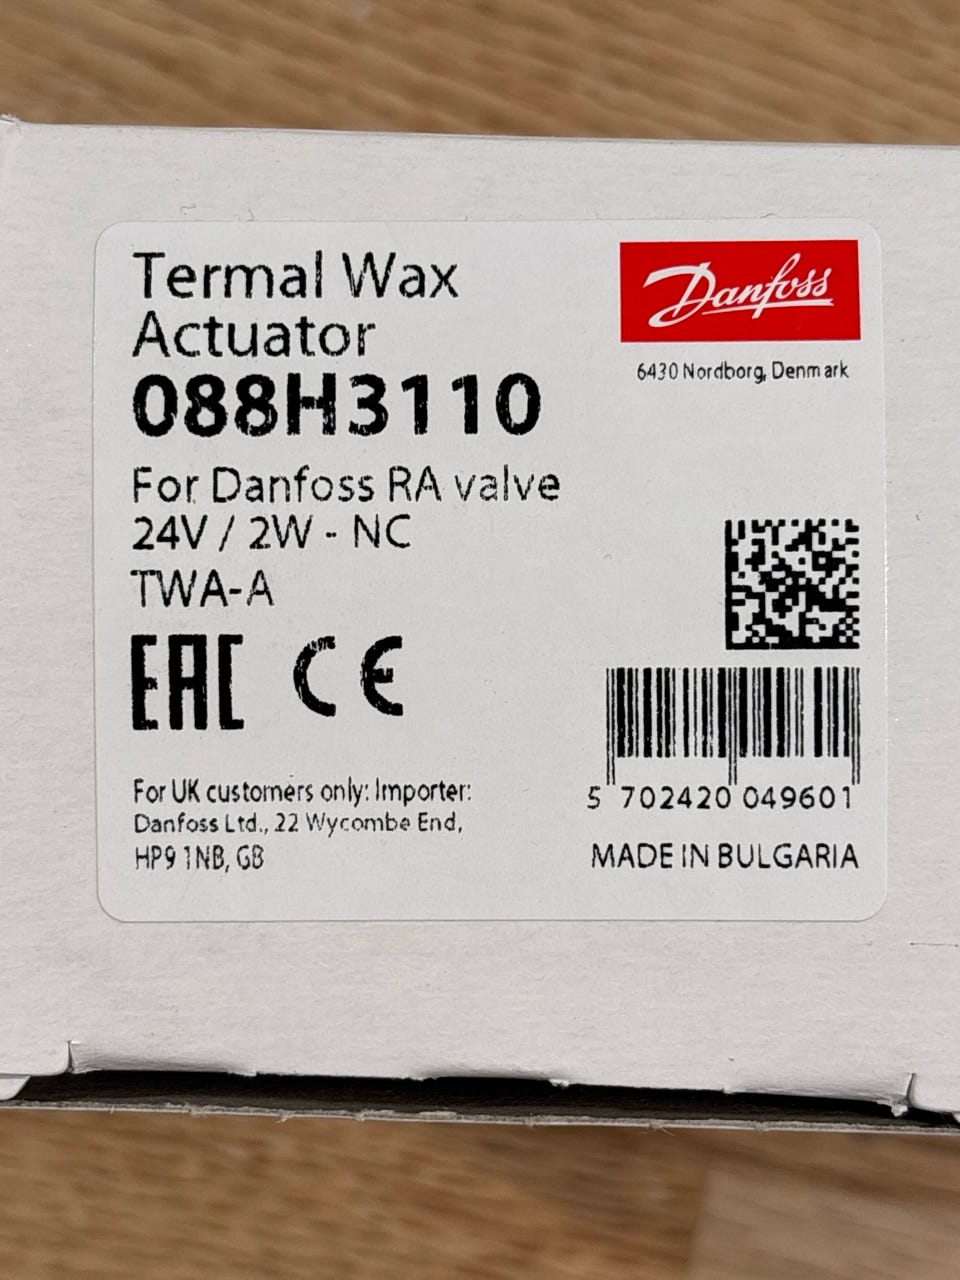 Termal Wax
Actuator
088H3110
For Danfoss RA valve
24V / 2W - NC
TWA-A
EAC CE
For UK customers only: Importer:
Danfoss Ltd., 22 Wycombe End,
HP9 1NB, GB
Danfoss
6430 Nordborg, Denmark
5 702420 049601
MADE IN BULGARIA